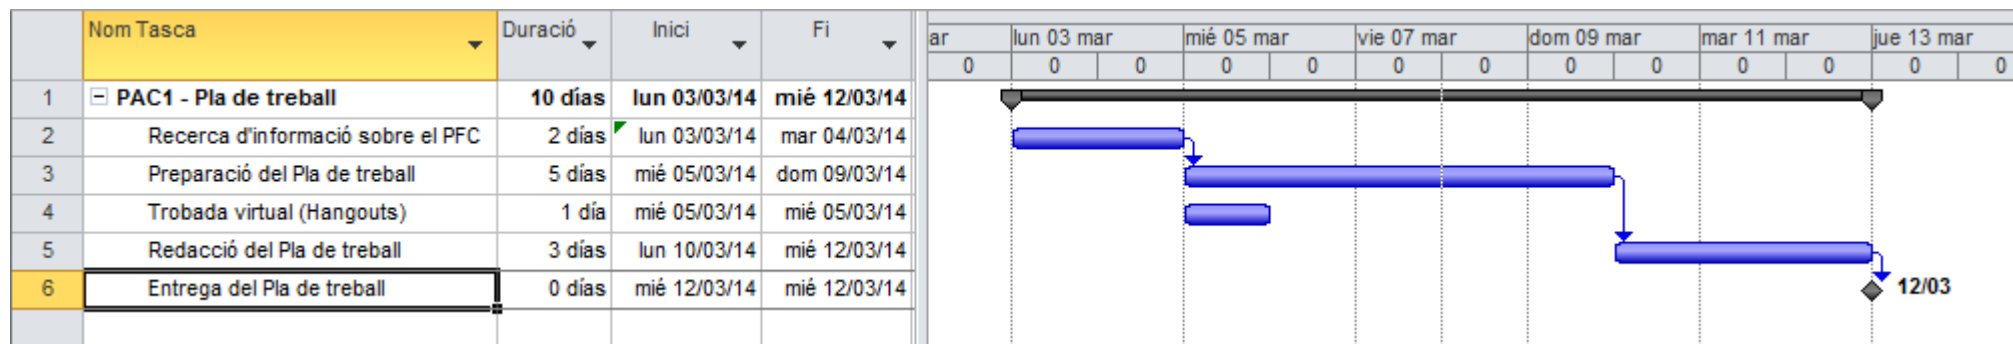 Nom Tasca Duració Inici Fi
ar lun 03 mar mié 05 mar vie 07 mar dom 09 mar mar 11 mar jue 13 mar
0 0 0 0 0 0 0 0 0 0 0 0 0
1 PAC1 - Pla de treball 10 días lun 03/03/14 mié 12/03/14
2 Recerca d'informació sobre el PFC 2 días lun 03/03/14 mar 04/03/14
3 Preparació del Pla de treball 5 días mié 05/03/14 dom 09/03/14
4 Trobada virtual (Hangouts) 1 día mié 05/03/14 mié 05/03/14
5 Redacció del Pla de treball 3 días lun 10/03/14 mié 12/03/14
6 Entrega del Pla de treball 0 días mié 12/03/14 mié 12/03/14 12/03